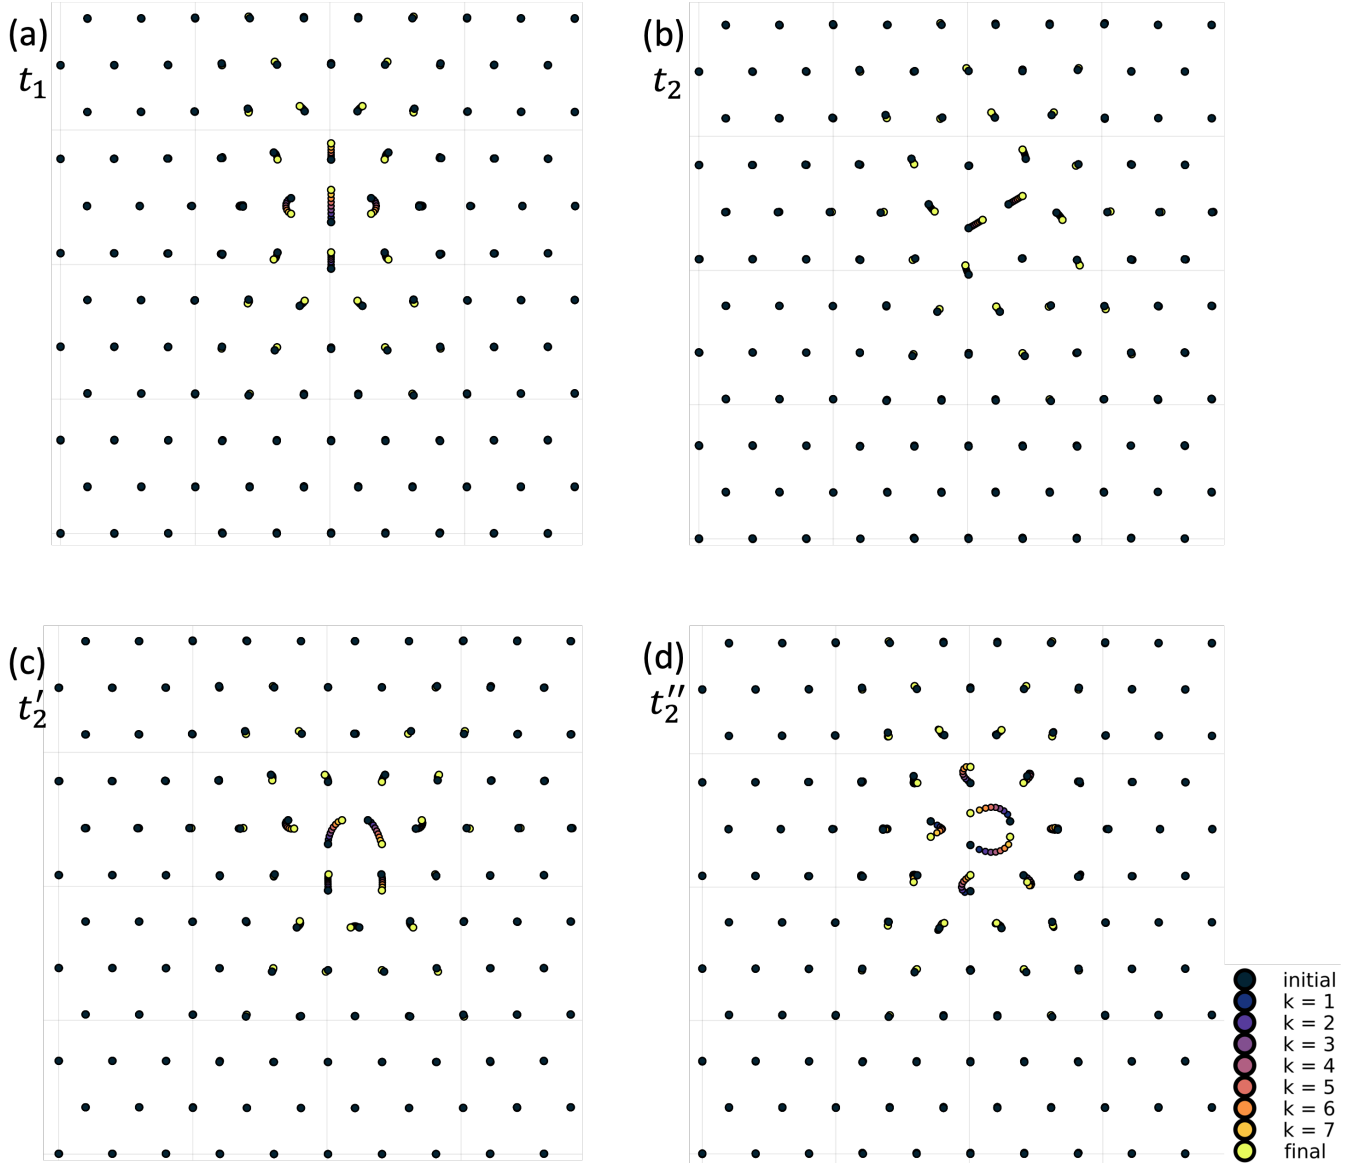 (a)
t₁
(b)
t₂
(c)
t₂′
(d)
t₂″
initial
k = 1
k = 2
k = 3
k = 4
k = 5
k = 6
k = 7
final